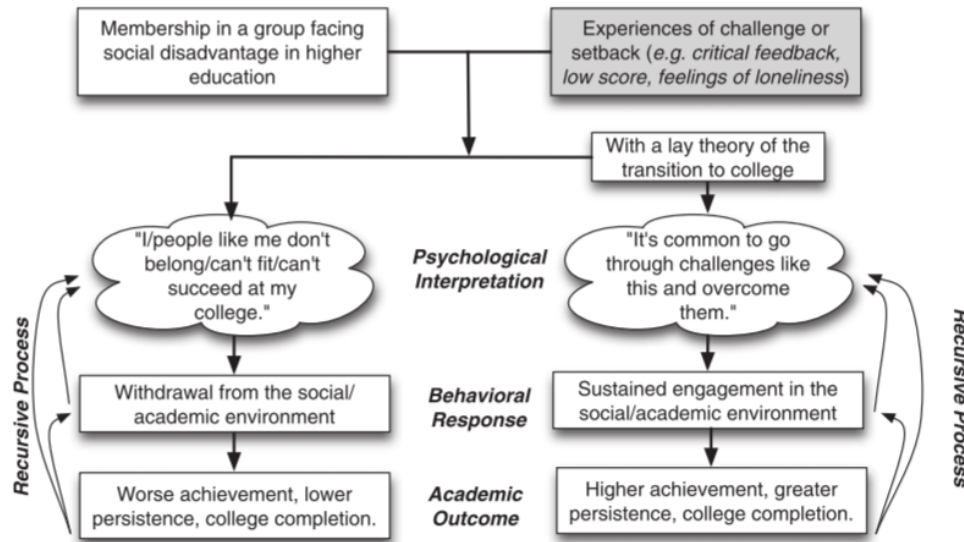 Membership in a group facing
social disadvantage in higher
education
Experiences of challenge or
setback (e.g. critical feedback,
low score, feelings of loneliness)
With a lay theory of the
transition to college
"I/people like me don't
belong/can't fit/can't
succeed at my
college."
Psychological
Interpretation
"It's common to go
through challenges like
this and overcome
them."
Recursive Process
Withdrawal from the social/
academic environment
Behavioral
Response
Sustained engagement in the
social/academic environment
Recursive Process
Worse achievement, lower
persistence, college completion.
Academic
Outcome
Higher achievement, greater
persistence, college completion.